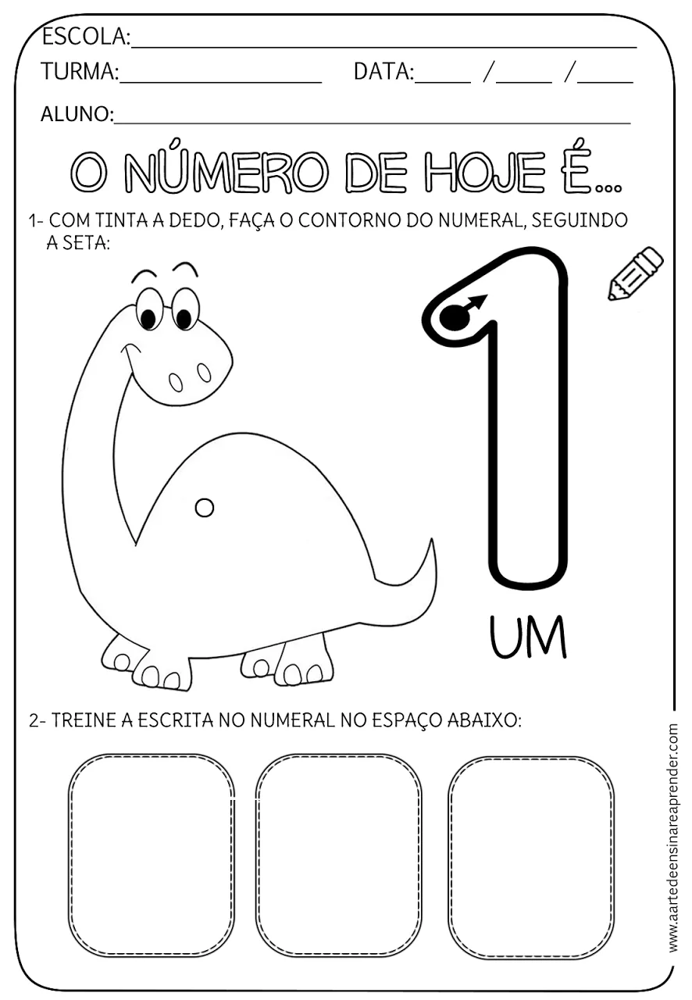 ESCOLA:
TURMA: DATA: / /
ALUNO:
O NÚMERO DE HOJE É...
1- COM TINTA A DEDO, FAÇA O CONTORNO DO NUMERAL, SEGUINDO
A SETA:
1
UM
2- TREINE A ESCRITA NO NUMERAL NO ESPAÇO ABAIXO:
www.aartedeensinareaprender.com